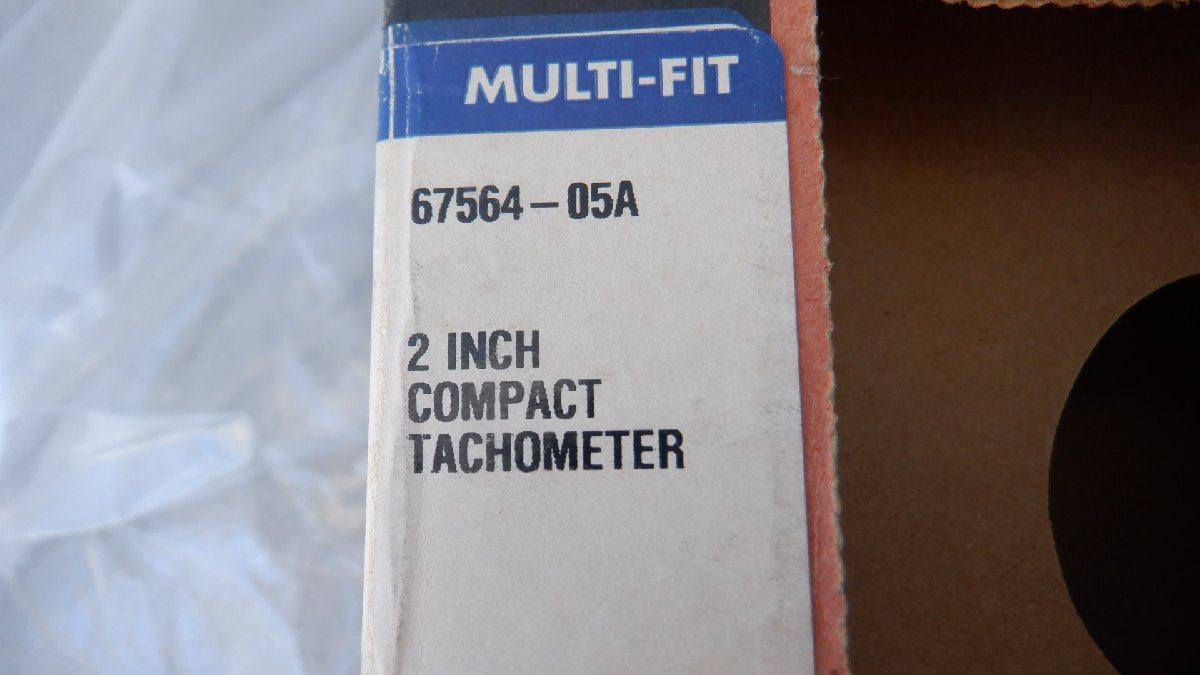 MULTI-FIT
67564-05A
2 INCH
COMPACT
TACHOMETER